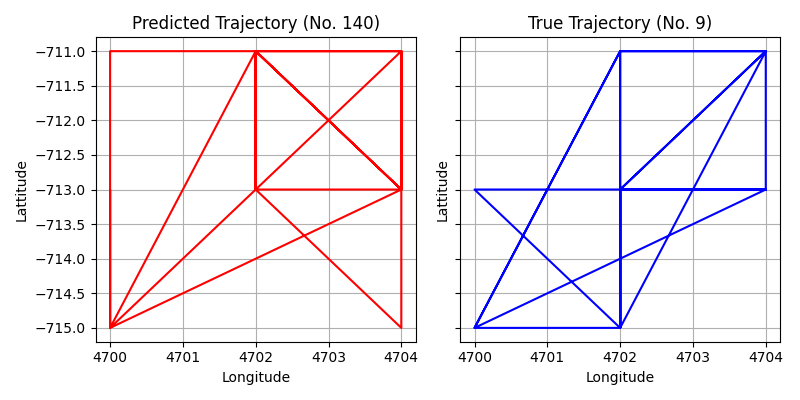 Predicted Trajectory (No. 140)
True Trajectory (No. 9)
−711.0
−711.5
−712.0
−712.5
−713.0
−713.5
−714.0
−714.5
−715.0
Lattitude
Lattitude
4700 4701 4702 4703 4704
4700 4701 4702 4703 4704
Longitude
Longitude